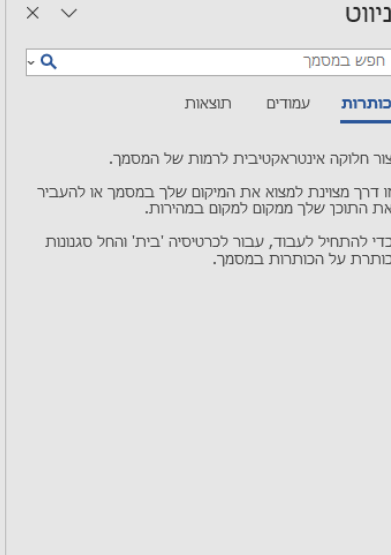 ניווט
חפש במסמך
כותרות
עמודים
תוצאות
צור חלוקה אינטראקטיבית לרמות של המסמך.
זו דרך מצוינת למצוא את המיקום שלך במסמך או להעביר
את התוכן שלך ממקום למקום במהירות.
כדי להתחיל לעבוד, עבור לכרטיסיה 'בית' והחל סגנונות
כותרת על הכותרות במסמך.